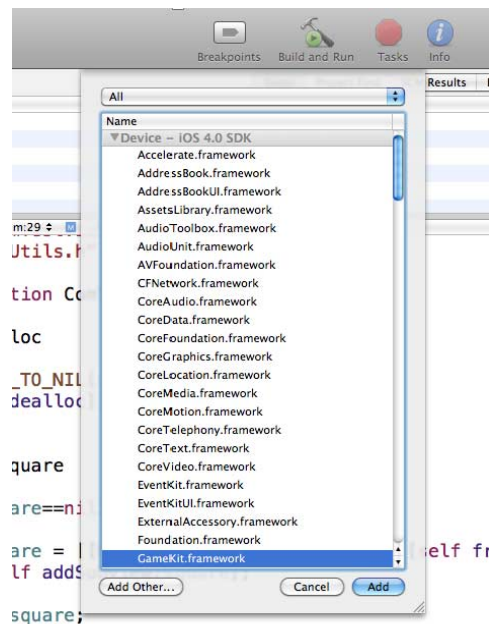 Breakpoints Build and Run Tasks Info
Results
All
Name
Device – iOS 4.0 SDK
Accelerate.framework
AddressBook.framework
AddressBookUI.framework
AssetsLibrary.framework
m:29
AudioToolbox.framework
Utils.h
AudioUnit.framework
AVFoundation.framework
CFNetwork.framework
tion Co
CoreAudio.framework
CoreData.framework
loc
CoreFoundation.framework
CoreGraphics.framework
CoreLocation.framework
_TO_NIL
CoreMedia.framework
dealloc
CoreMotion.framework
CoreTelephony.framework
CoreText.framework
quare
CoreVideo.framework
EventKit.framework
are==ni
EventKitUI.framework
ExternalAccessory.framework
Foundation.framework
are = [ self fr
GameKit.framework
lf addS
Add Other... Cancel Add
square;